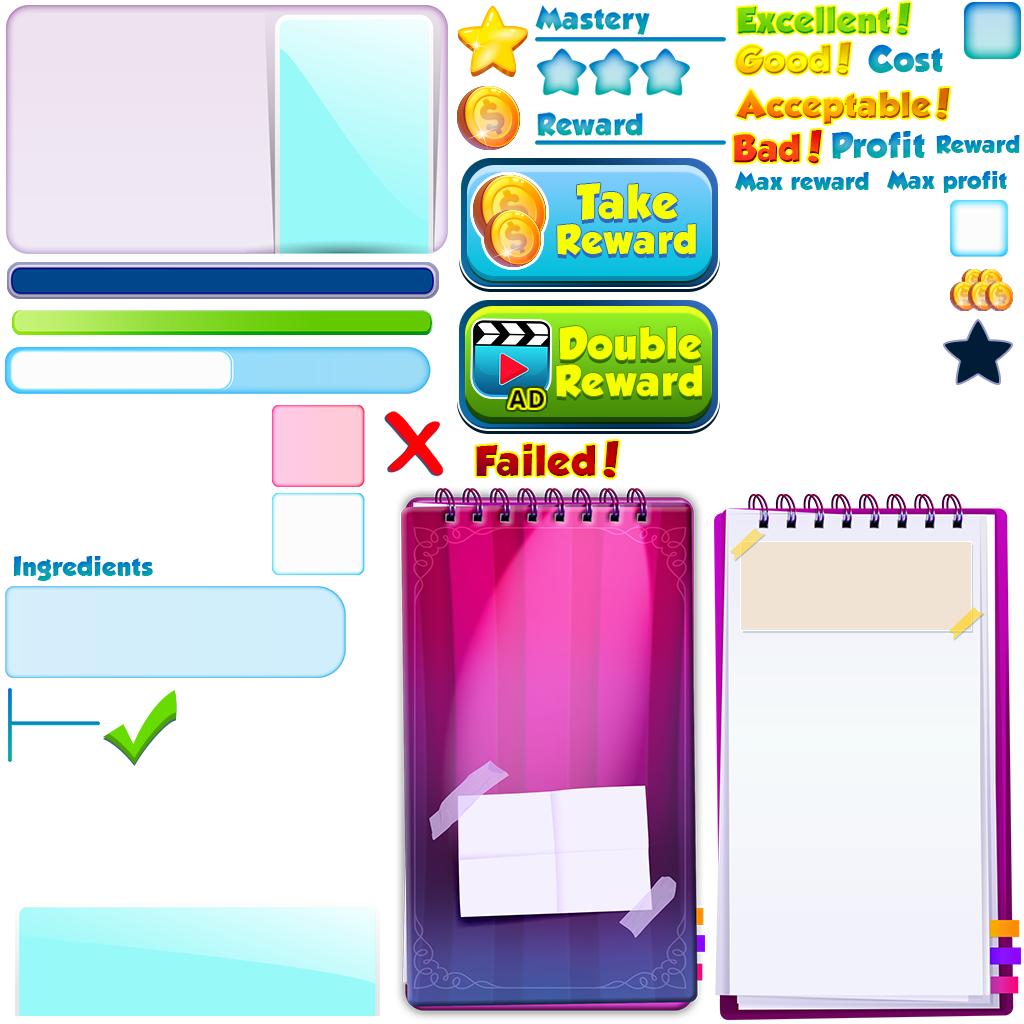 Mastery
Reward
Excellent!
Good!
Cost
Acceptable!
Bad!
Profit
Reward
Max reward
Max profit
Take
Reward
Double
Reward
AD
Failed!
Ingredients